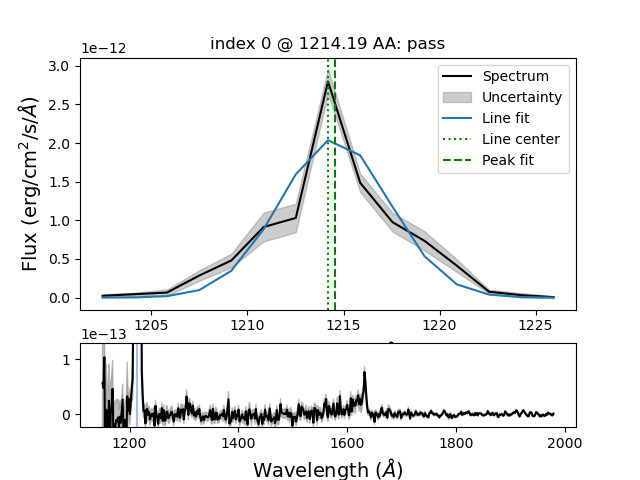 index 0 @ 1214.19 AA: pass
1e−12
3.0
2.5
2.0
1.5
1.0
0.5
0.0
Flux (erg/cm²/s/Å)
Spectrum
Uncertainty
Line fit
Line center
Peak fit
1205 1210 1215 1220 1225
1e−13
1
0
1200 1400 1600 1800 2000
Wavelength (Å)